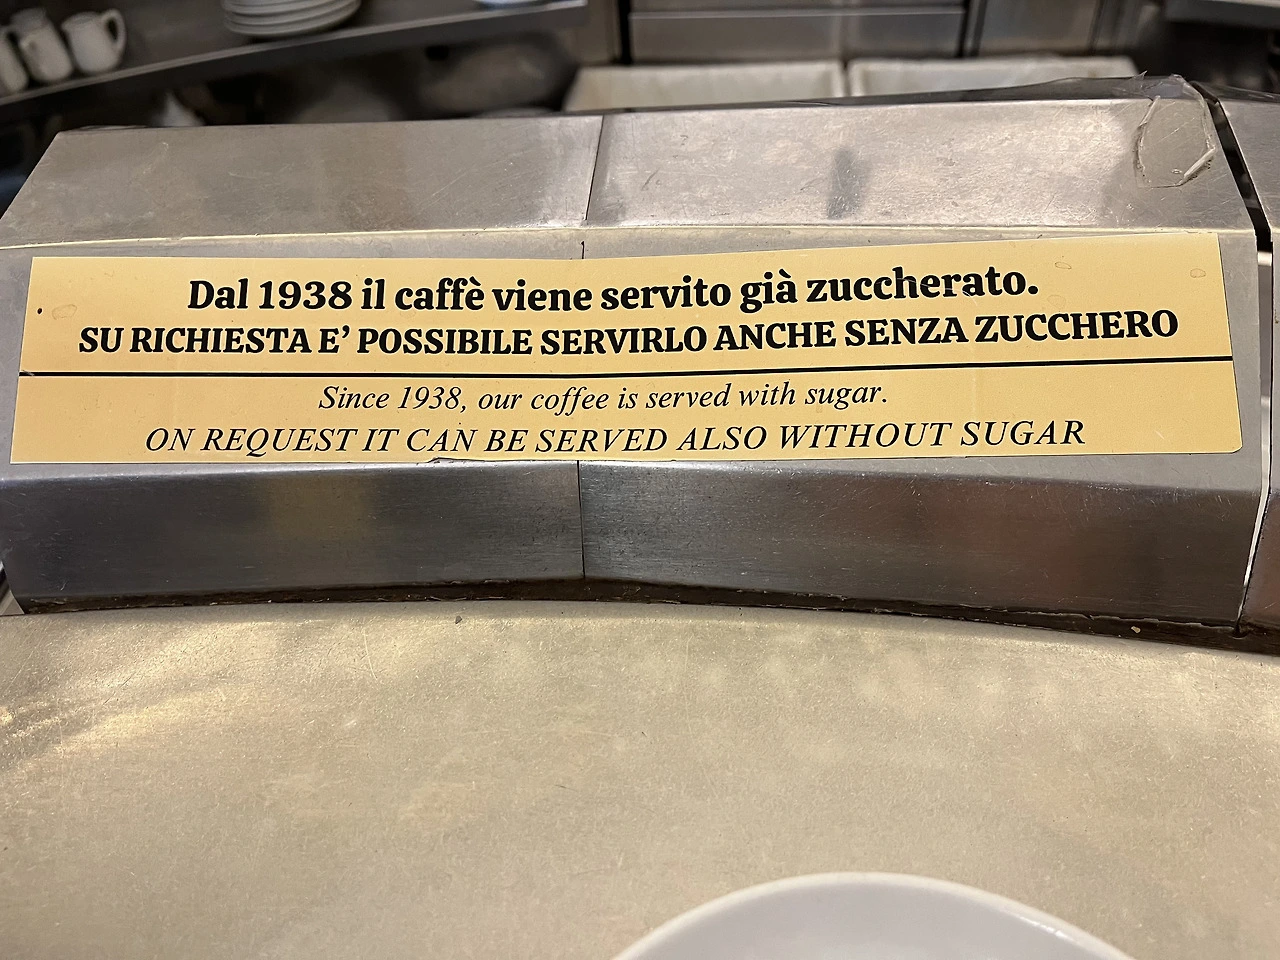 Dal 1938 il caffè viene servito già zuccherato.
SU RICHIESTA E’ POSSIBILE SERVIRLO ANCHE SENZA ZUCCHERO
Since 1938, our coffee is served with sugar.
ON REQUEST IT CAN BE SERVED ALSO WITHOUT SUGAR